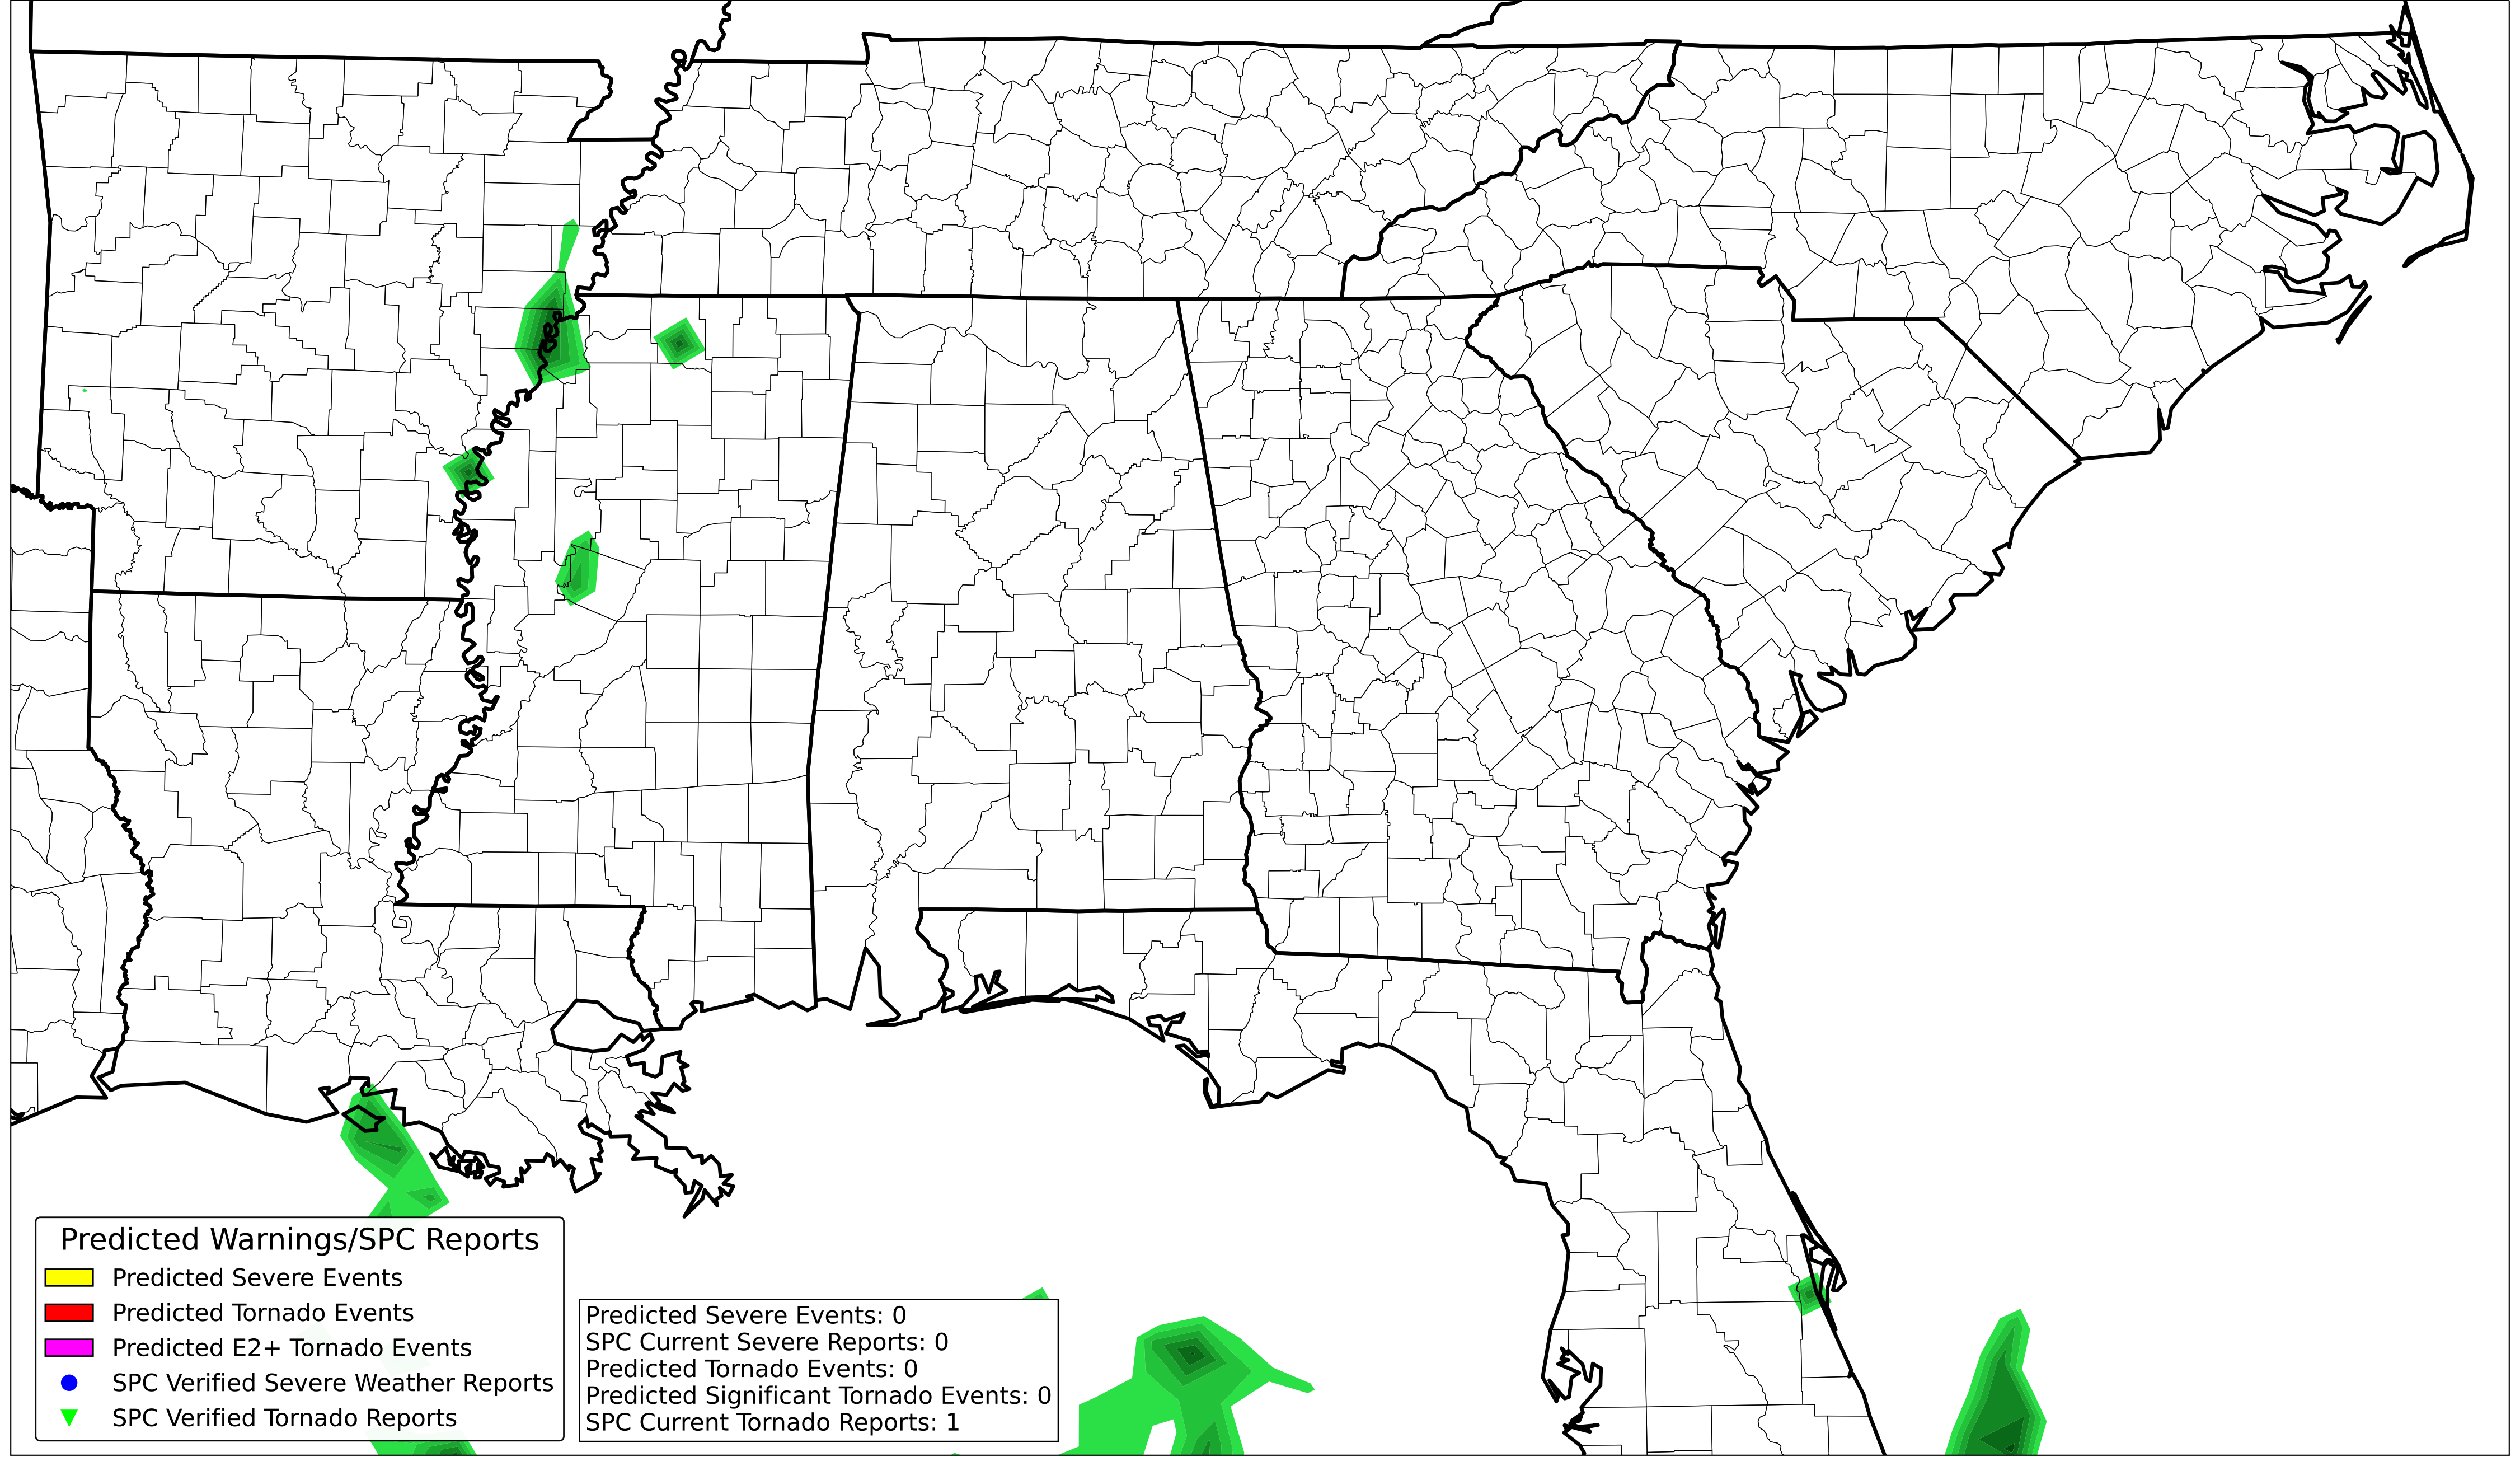 Predicted Warnings/SPC Reports
Predicted Severe Events
Predicted Tornado Events
Predicted E2+ Tornado Events
SPC Verified Severe Weather Reports
SPC Verified Tornado Reports
Predicted Severe Events: 0
SPC Current Severe Reports: 0
Predicted Tornado Events: 0
Predicted Significant Tornado Events: 0
SPC Current Tornado Reports: 1